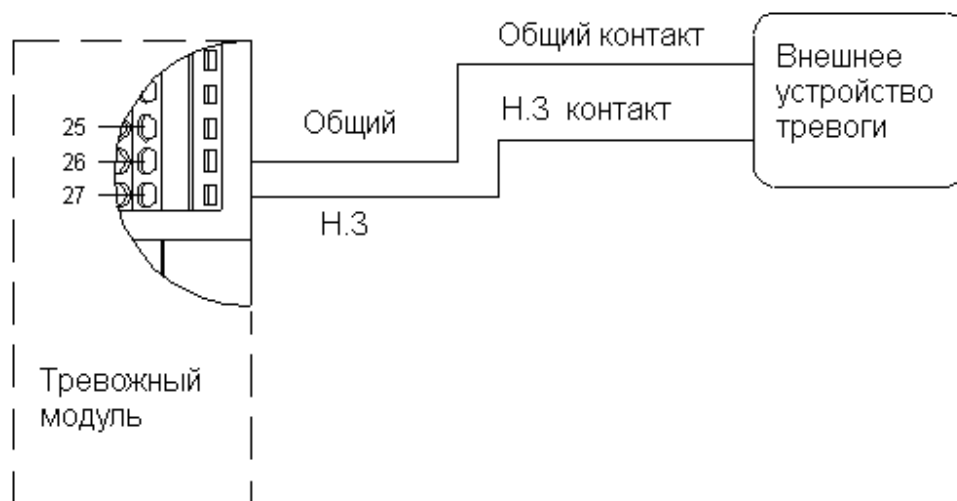 Общий контакт
Внешнее
устройство
тревоги
Н.З контакт
25
Общий
26
27
Н.З
Тревожный
модуль